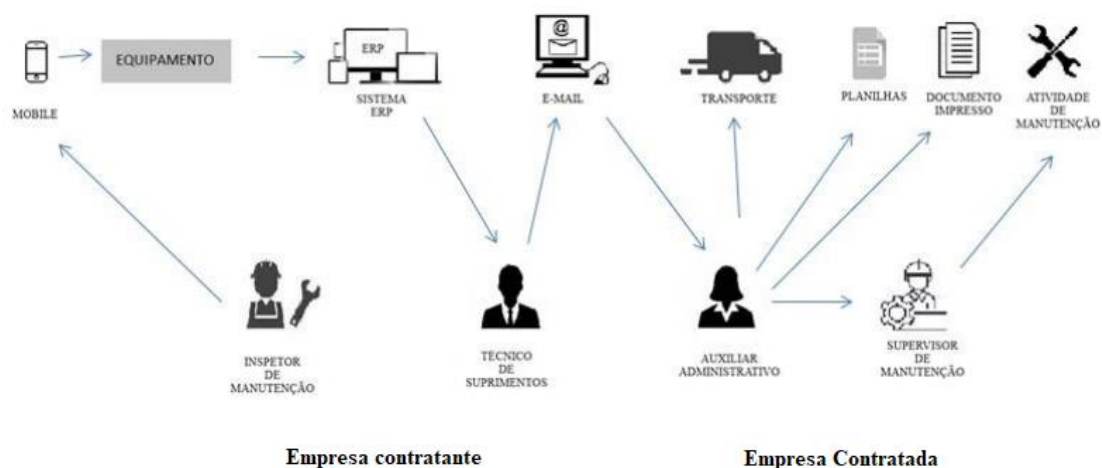 EQUIPAMENTO
ERP
@
MOBILE
SISTEMA
ERP
E-MAIL
TRANSPORTE
PLANILHAS
DOCUMENTO
IMPRESSO
ATIVIDADE
DE
MANUTENÇÃO
INSPETOR
DE
MANUTENÇÃO
TÉCNICO
DE
SUPRIMENTOS
AUXILIAR
ADMINISTRATIVO
SUPERVISOR
DE
MANUTENÇÃO
Empresa contratante
Empresa Contratada